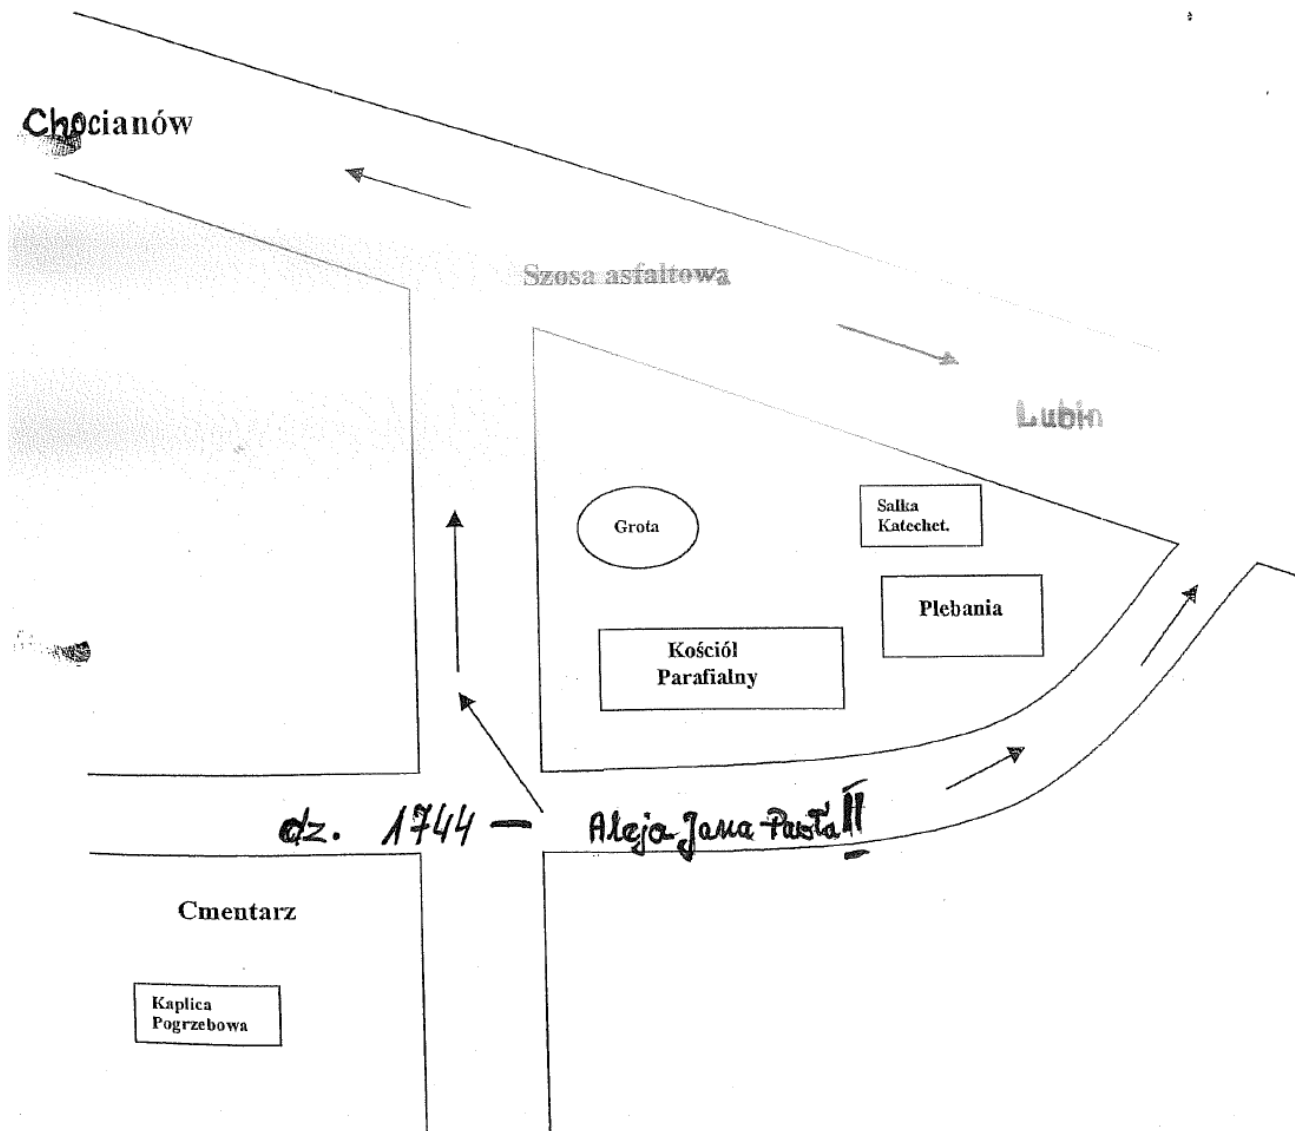 Chocianów
Szosa asfaltowa
Lubin
Grota
Salka
Katechet.
Plebania
Kościół
Parafialny
dz. 1744 — Aleja Jana Pawła II
Cmentarz
Kaplica
Pogrzebowa